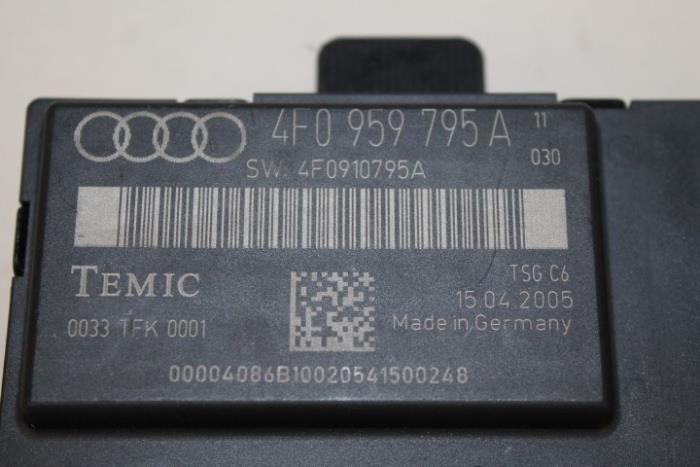 4F0 959 795 A 11
030
SW: 4F0910795A
TEMIC
TSG C6
15.04.2005
0033 TFK 0001
Made in Germany
00004086B10020541500248